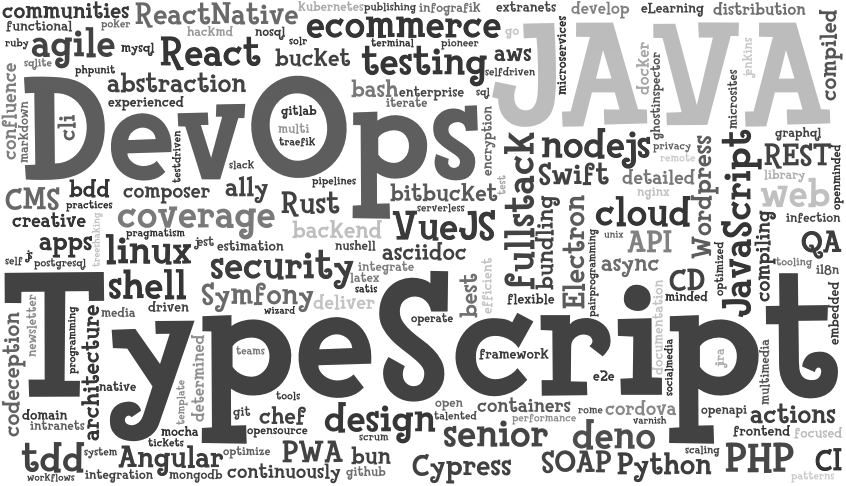 communities
ReactNative
kubernetes
publishing
infografik
extranets
develop
eLearning
distribution
functional
poker
hackmd
nosql
ecommerce
go
microservices
compiled
ruby
agile
mysql
React
solr
terminal
pioneer
aws
docker
jenkins
JAVA
sqlite
phpunit
bucket
testing
selfdriven
ghostinspector
confluence
markdown
abstraction
bash
enterprise
sql
microsites
DevOps
cli
experienced
gitlab
iterate
encryption
multi
traefik
testdriven
slack
fullstack
nodejs
privacy
remote
graphql
REST
openminded
pipelines
test
Swift
detailed
nginx
Wordpress
JavaScript
library
web
CMS
bdd
practices
composer
ally
Rust
bitbucket
serverless
creative
treeshaking
coverage
backend
VueJS
bundling
Electron
cloud
infection
pragmatism
apps
linux
jest
estimation
nushell
asciidoc
pairprogramming
unix
API
compiling
QA
self
js
postgresql
security
integrate
latex
satis
async
optimized
tooling
i18n
shell
Symfony
deliver
best
efficient
flexible
CD
minded
documentation
embedded
newsletter
media
driven
wizard
operate
TypeScript
codeception
programming
architecture
determined
teams
framework
e2e
socialmedia
jra
multimedia
native
template
tools
domain
intranets
git
chef
design
open
talented
containers
performance
rome
cordova
varnish
openapi
actions
mocha
opensource
tickets
scrum
senior
deno
frontend
focused
tdd
system
Angular
optimize
PWA
bun
scaling
workflows
integration
mongodb
continuously
github
Cypress
SOAP
Python
PHP
CI
patterns